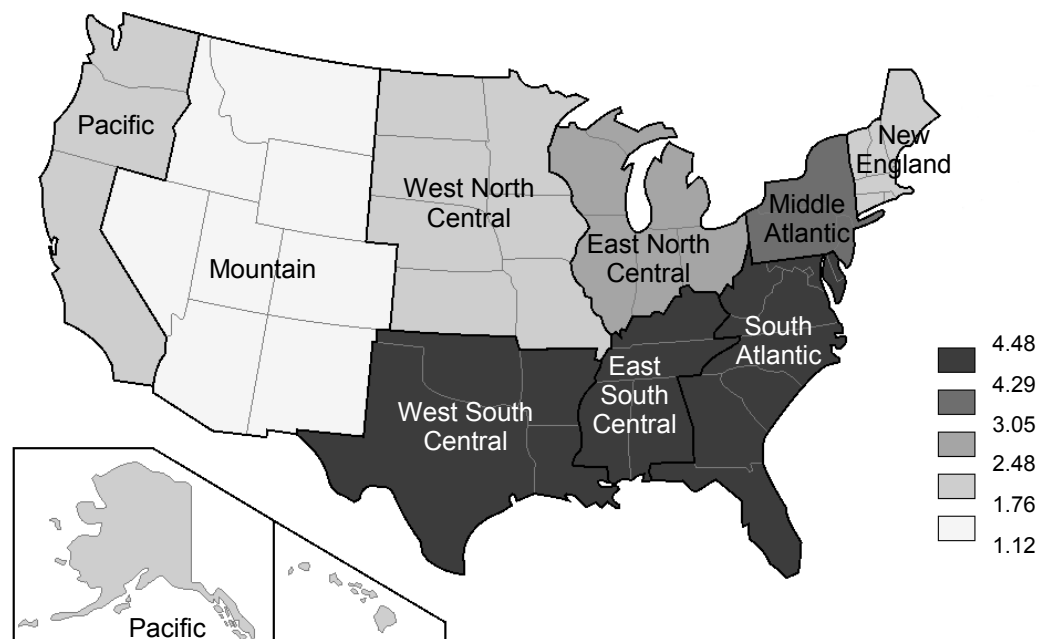 Pacific
New
England
West North
Central
Middle
Atlantic
East North
Central
Mountain
South
Atlantic
East
South
Central
West South
Central
4.48
4.29
3.05
2.48
1.76
1.12
Pacific